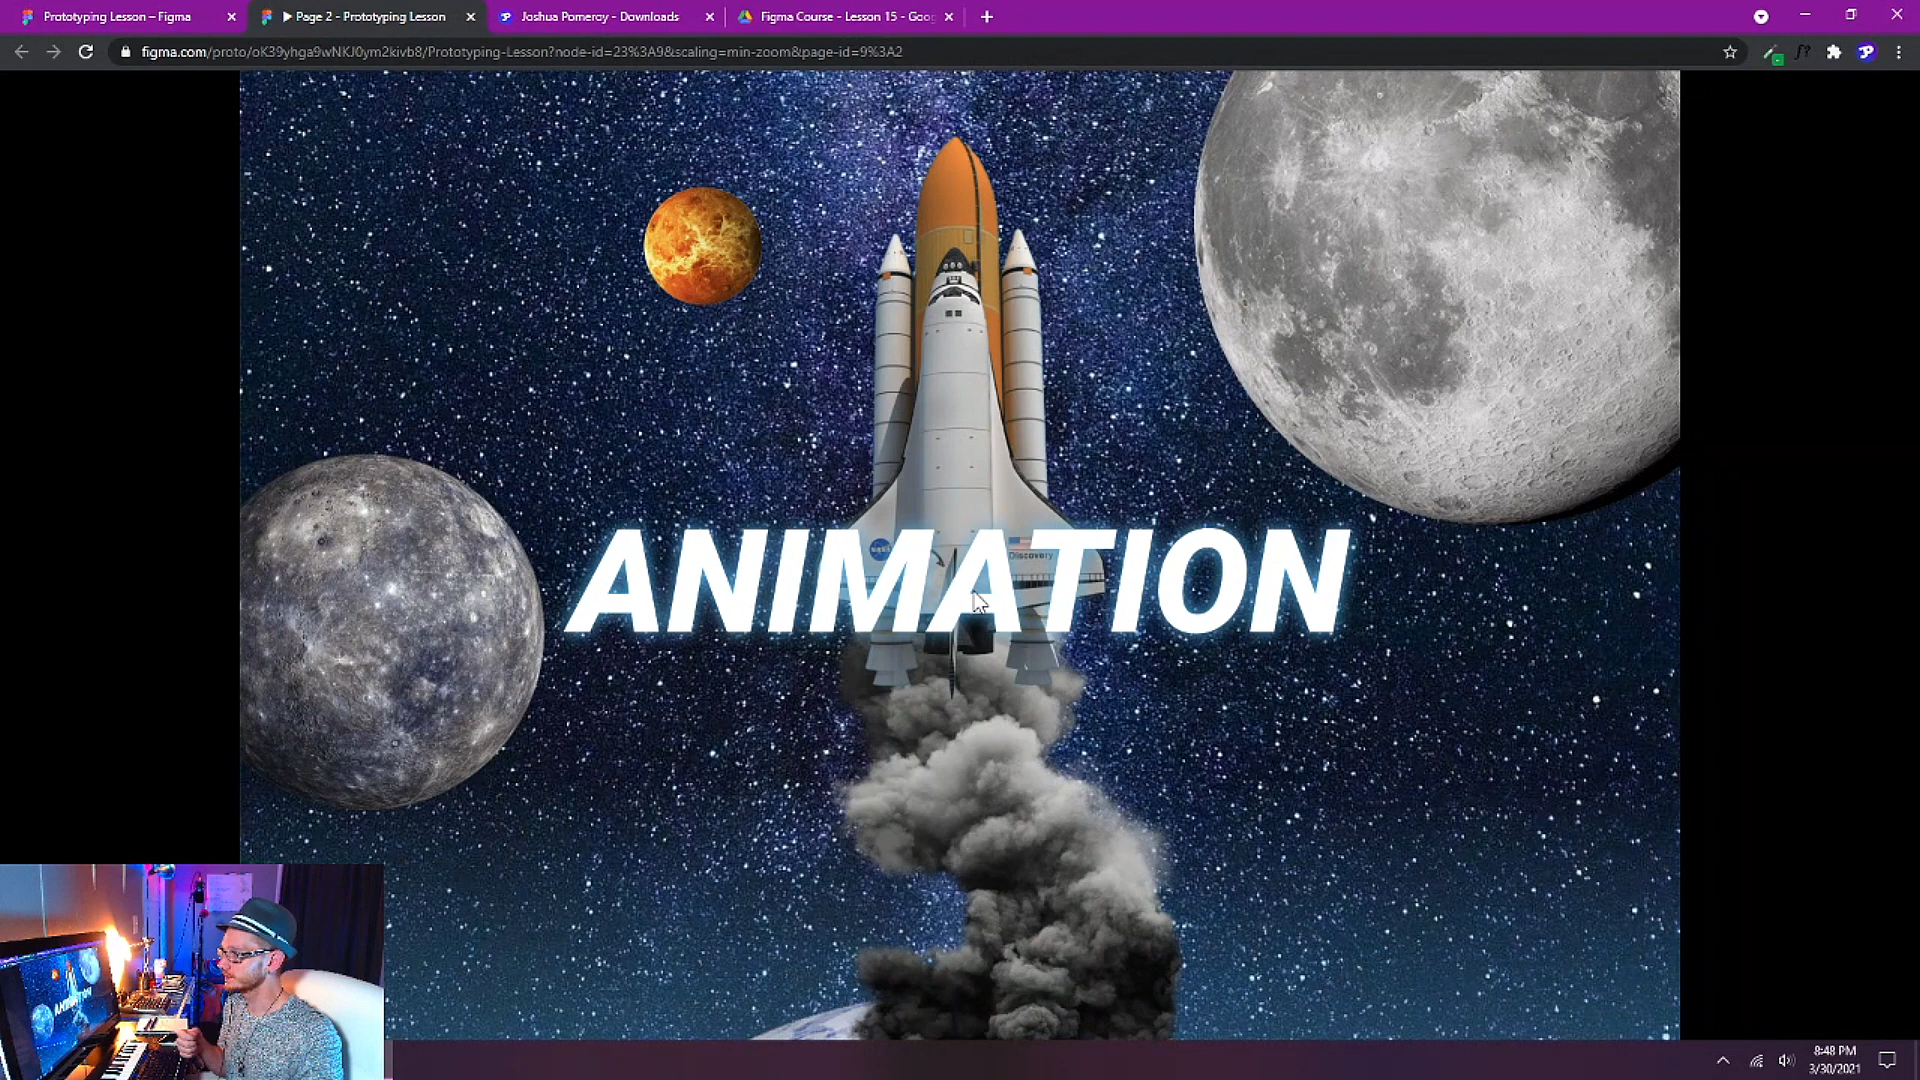 Prototyping Lesson – Figma
Page 2 - Prototyping Lesson
Joshua Pomeroy - Downloads
Figma Course - Lesson 15 - Goog
figma.com/proto/oK39yhga9wNKJ0ym2kivb8/Prototyping-Lesson?node-id=23%3A9&scaling=min-zoom&page-id=9%3A2
NASA
Discovery
ANIMATION
8:48 PM
3/30/2021